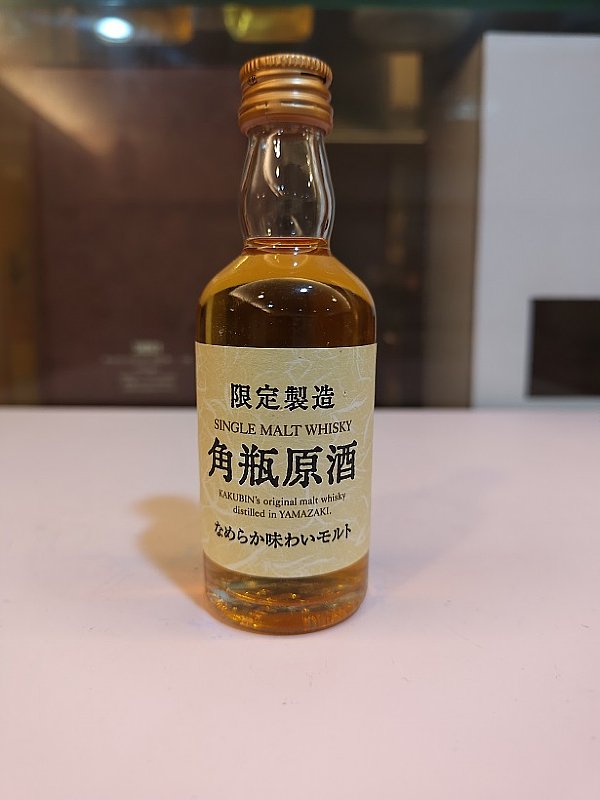 限定製造
SINGLE MALT WHISKY
角瓶原酒
KAKUBIN's original malt whisky
distilled in YAMAZAKI.
なめらか味わいモルト